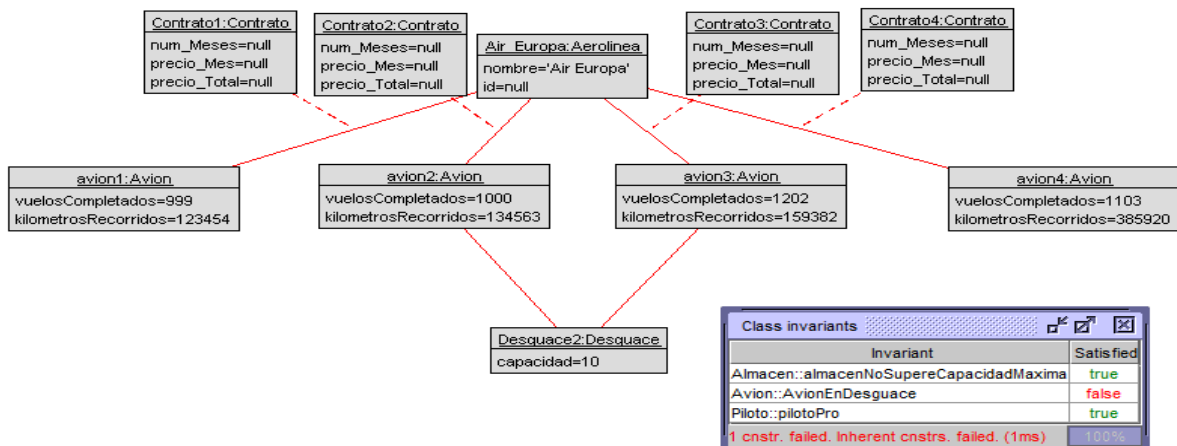 Contrato1:Contrato
num_Meses=null
precio_Mes=null
precio_Total=null
Contrato2:Contrato
num_Meses=null
precio_Mes=null
precio_Total=null
Air_Europa:Aerolinea
nombre='Air Europa'
id=null
Contrato3:Contrato
num_Meses=null
precio_Mes=null
precio_Total=null
Contrato4:Contrato
num_Meses=null
precio_Mes=null
precio_Total=null
avion1:Avion
vuelosCompletados=999
kilometrosRecorridos=123454
avion2:Avion
vuelosCompletados=1000
kilometrosRecorridos=134563
avion3:Avion
vuelosCompletados=1202
kilometrosRecorridos=159382
avion4:Avion
vuelosCompletados=1103
kilometrosRecorridos=385920
Desguace2:Desguace
capacidad=10
Class invariants
Invariant Satisfied
Almacen::almacenNoSupereCapacidadMaxima true
Avion::AvionEnDesguace false
Piloto::pilotoPro true
1 cnstr. failed. Inherent cnstrs. failed. (1ms) 100%